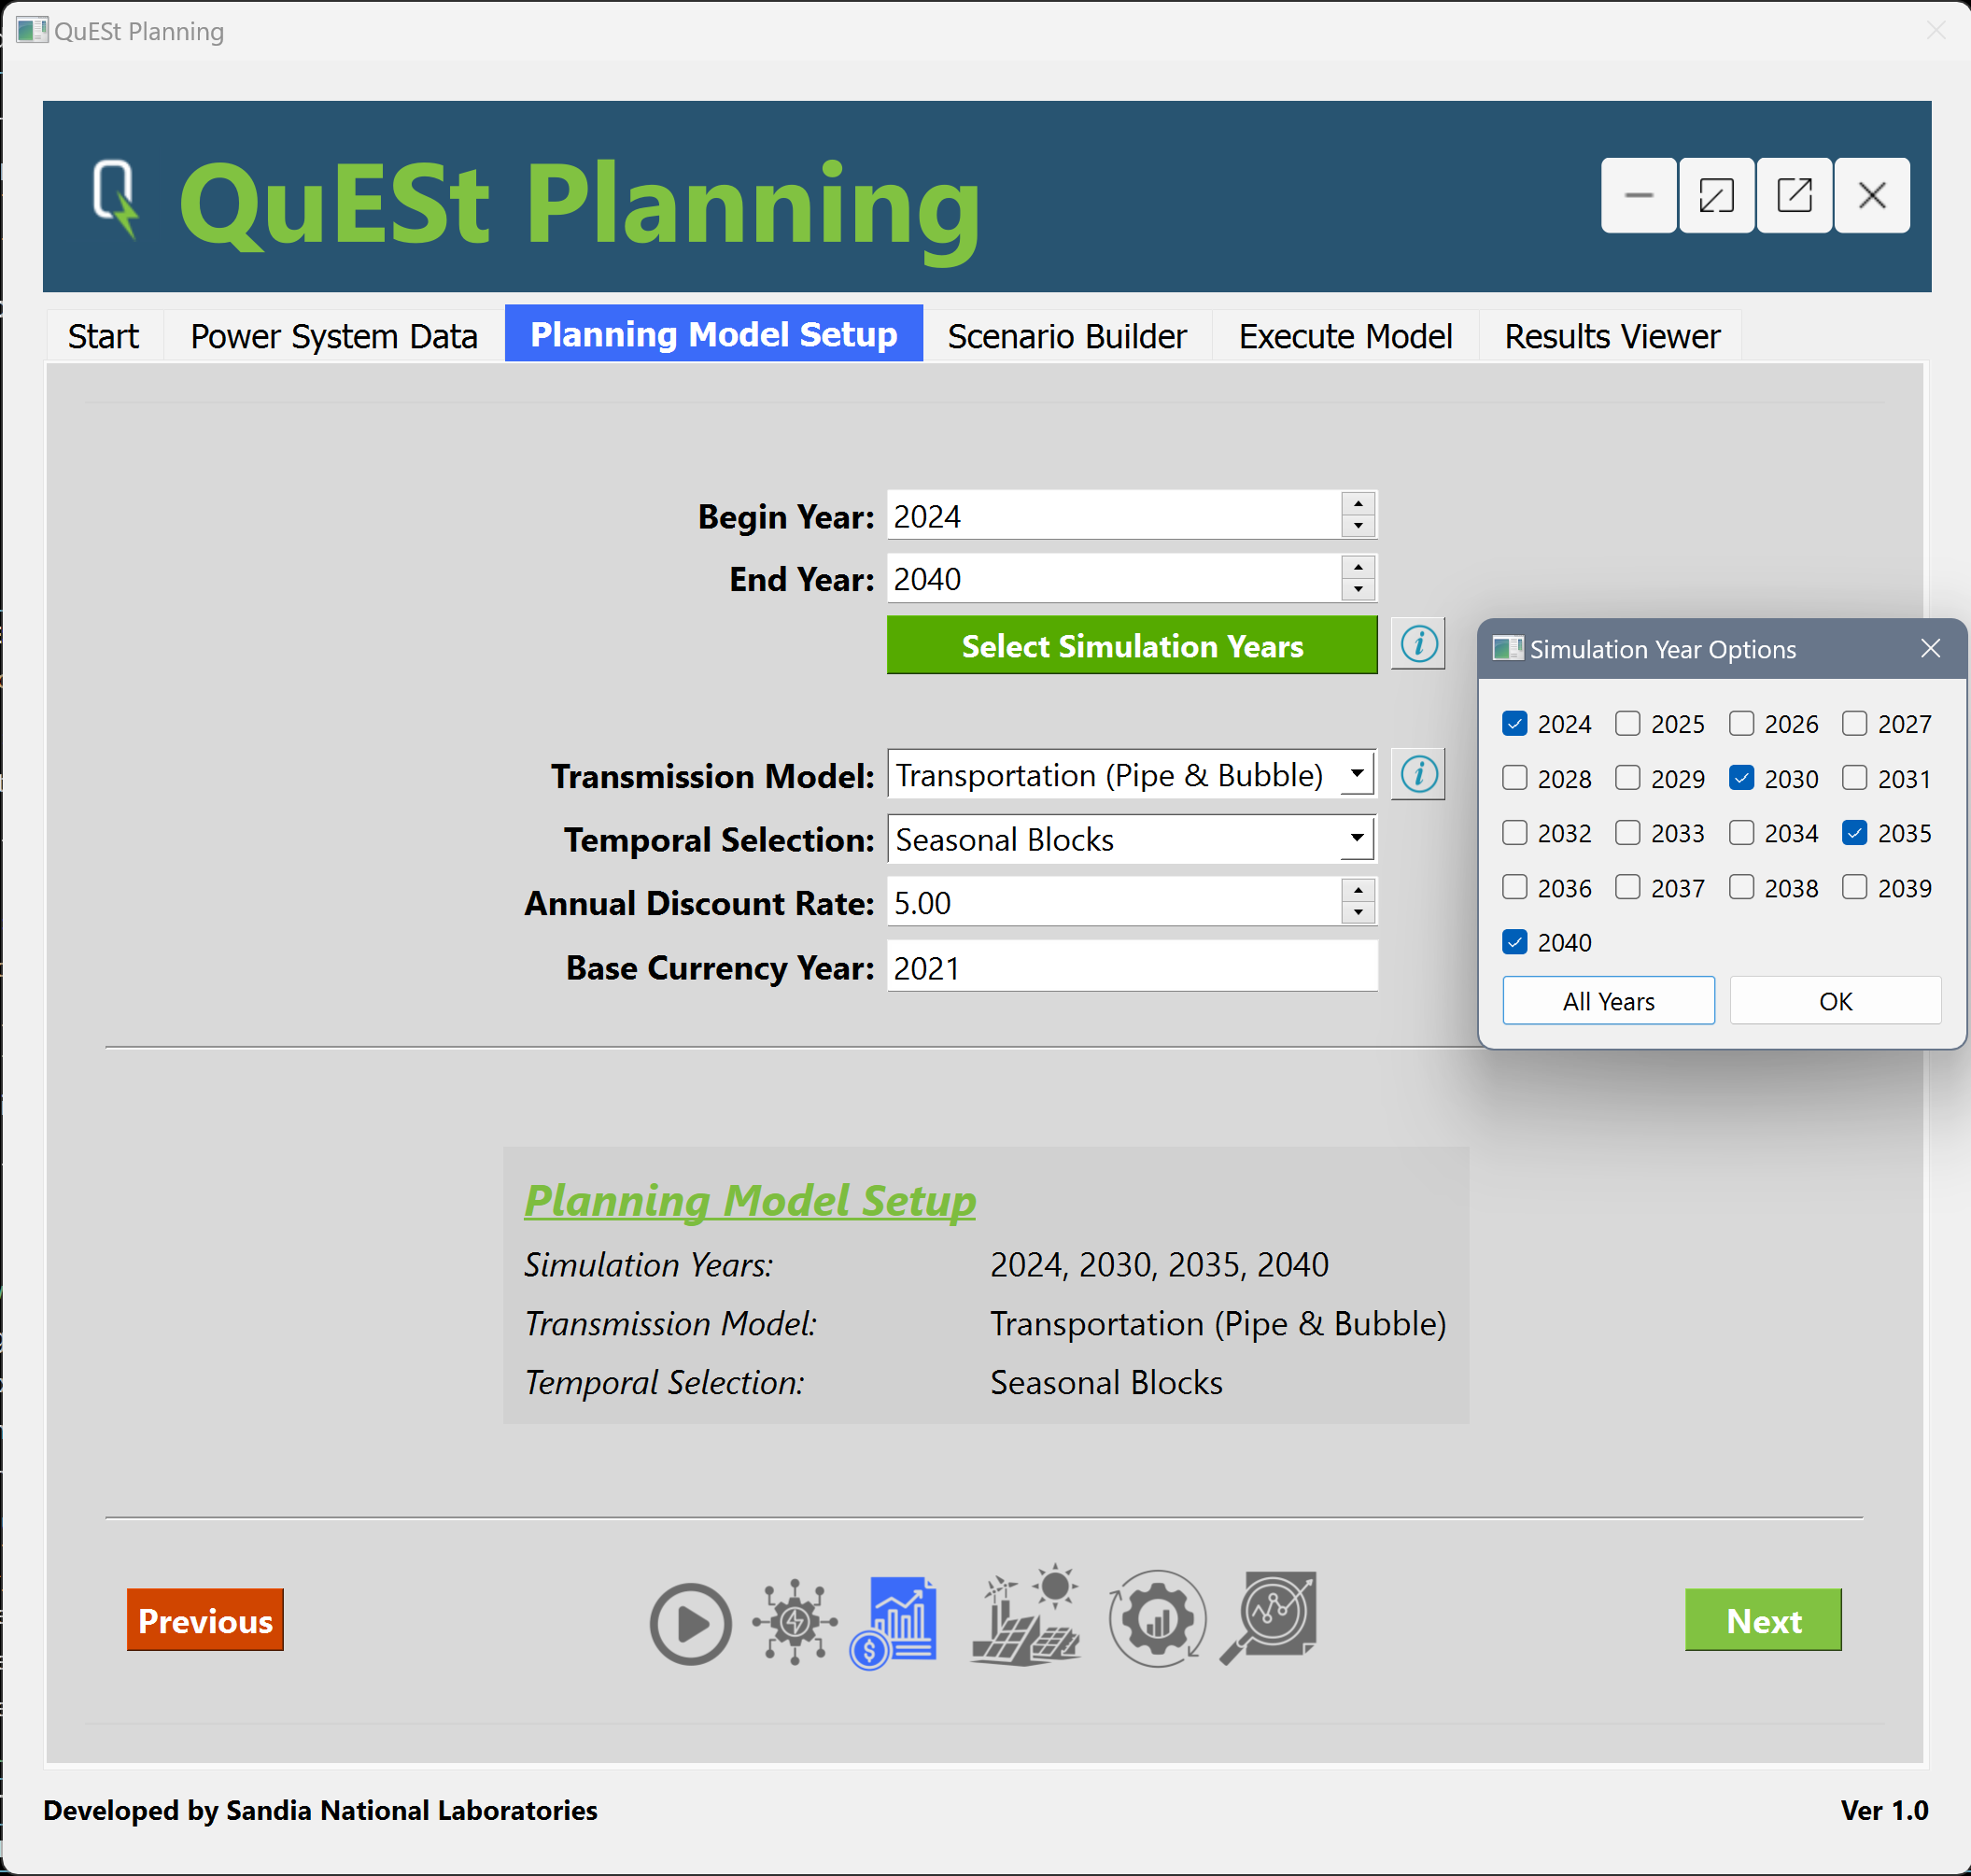 QuESt Planning
QuESt Planning
Start Power System Data Planning Model Setup Scenario Builder Execute Model Results Viewer
Begin Year: 2024
End Year: 2040
Select Simulation Years
Transmission Model: Transportation (Pipe & Bubble)
Temporal Selection: Seasonal Blocks
Annual Discount Rate: 5.00
Base Currency Year: 2021
Simulation Year Options
2024 2025 2026 2027
2028 2029 2030 2031
2032 2033 2034 2035
2036 2037 2038 2039
2040
All Years OK
Planning Model Setup
Simulation Years: 2024, 2030, 2035, 2040
Transmission Model: Transportation (Pipe & Bubble)
Temporal Selection: Seasonal Blocks
Previous Next
Developed by Sandia National Laboratories Ver 1.0